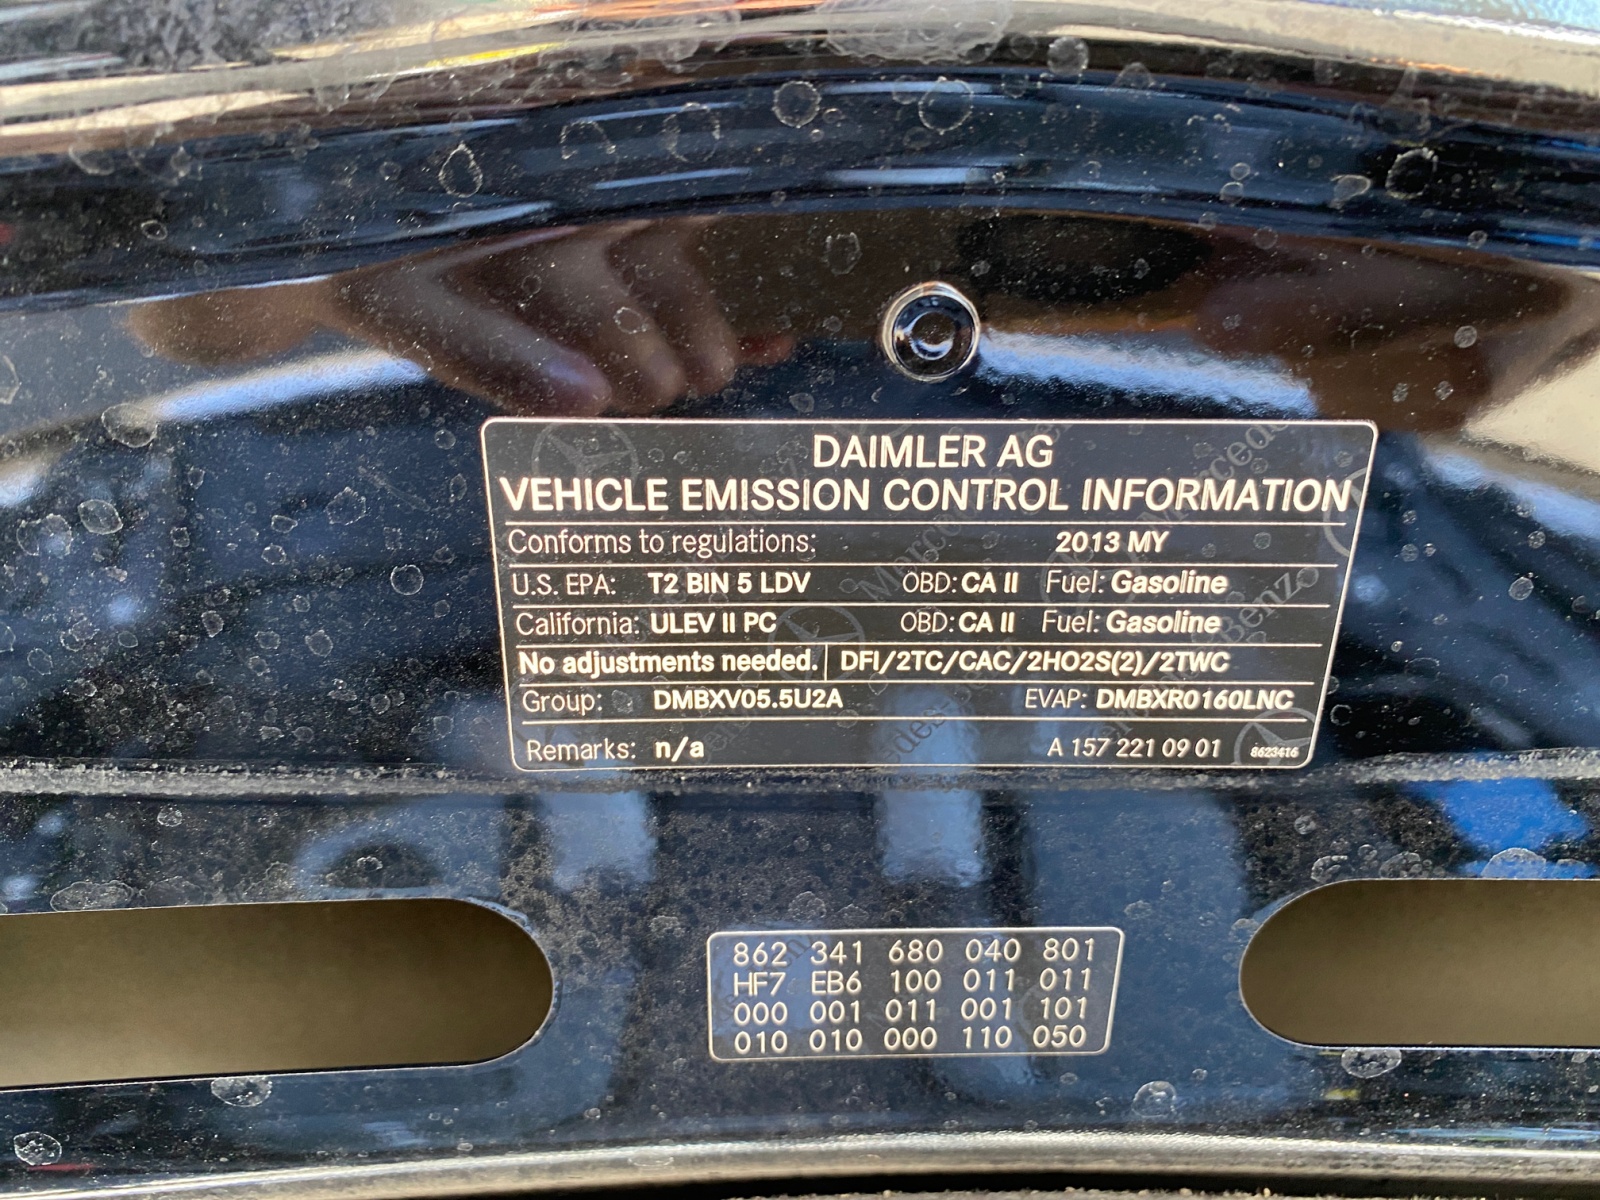 DAIMLER AG
VEHICLE EMISSION CONTROL INFORMATION
Conforms to regulations: 2013 MY
U.S. EPA: T2 BIN 5 LDV OBD: CA II Fuel: Gasoline
California: ULEV II PC OBD: CA II Fuel: Gasoline
No adjustments needed. DFI/2TC/CAC/2HO2S(2)/2TWC
Group: DMBXV05.5U2A EVAP: DMBXR0160LNC
Remarks: n/a A 157 221 09 01 8623416
862 341 680 040 801
HF7 EB6 100 011 011
000 001 011 001 101
010 010 000 110 050